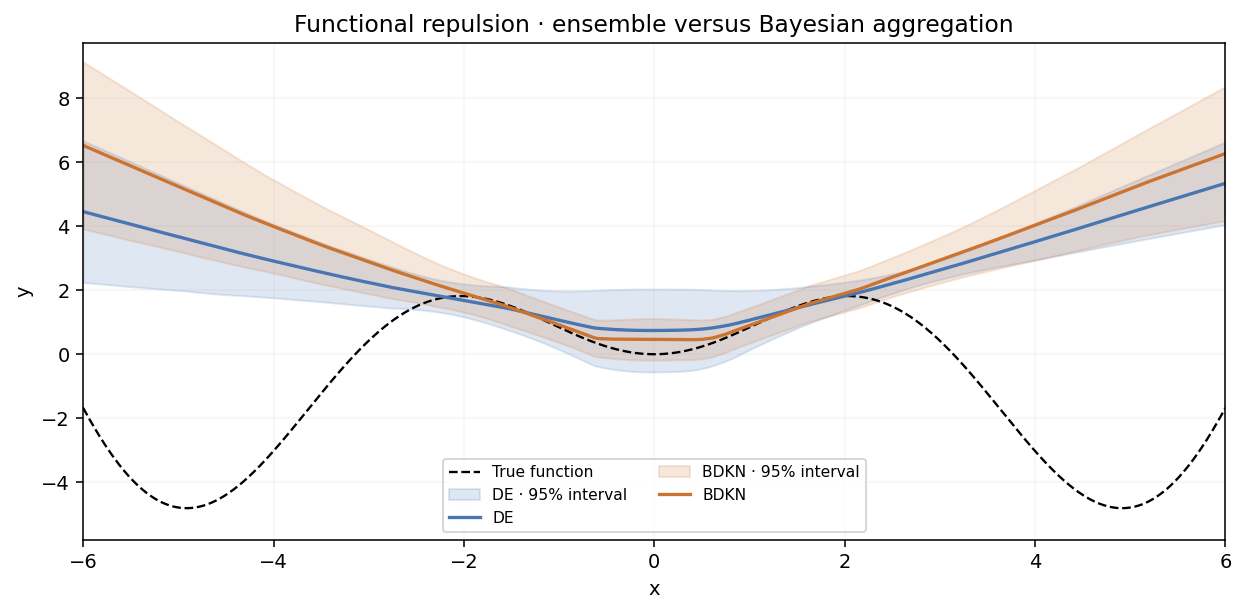 Functional repulsion · ensemble versus Bayesian aggregation
y
8
6
4
2
0
−2
−4
True function
DE · 95% interval
DE
BDKN · 95% interval
BDKN
−6
−4
−2
0
2
4
6
x